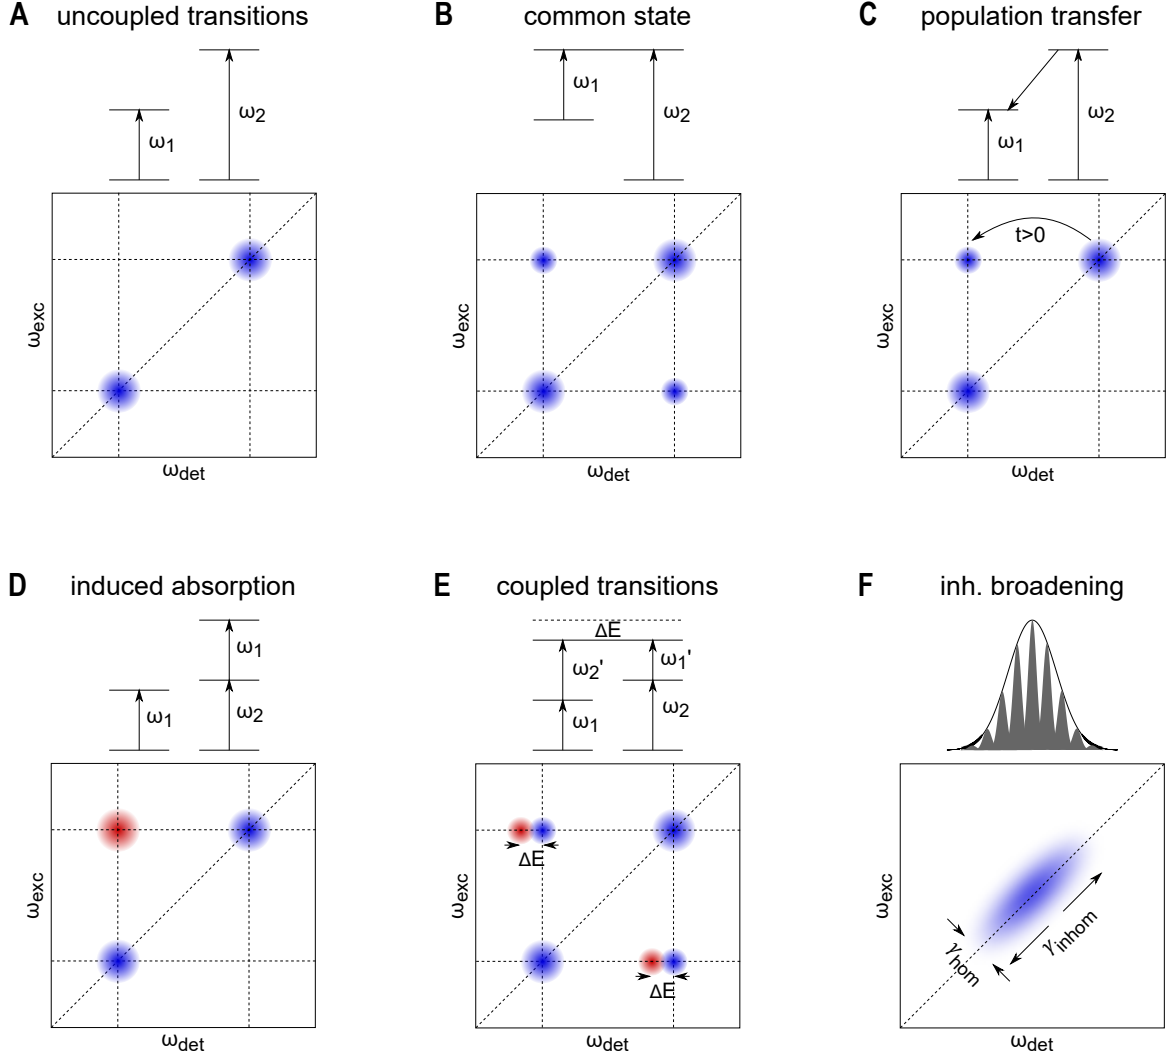 A uncoupled transitions
B common state
C population transfer
ω1
ω2
ω1
ω2
ω1
ω2
t>0
ωexc
ωexc
ωexc
ωdet
ωdet
ωdet
D induced absorption
E coupled transitions
F inh. broadening
ω1
ω1
ω2
ΔE
ω2'
ω1'
ω1
ω2
ΔE
ΔE
γhom
γinhom
ωexc
ωexc
ωexc
ωdet
ωdet
ωdet